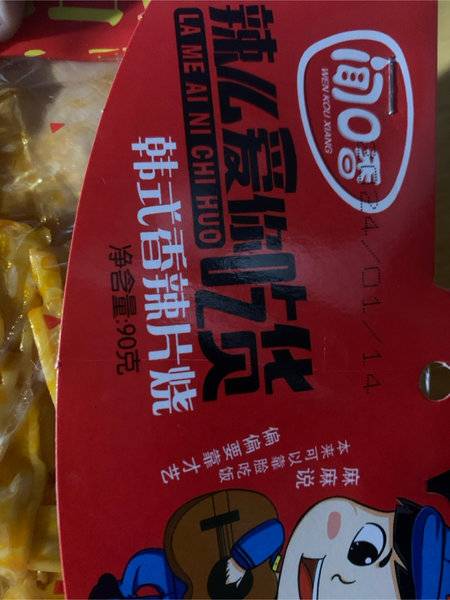 问口香
WEN KOU XIANG
24/01/14
辣么爱你吃货
LA ME AI NI CHI HUO
韩式香辣片烧
净含量:90克
麻麻说
本来可以靠脸吃饭
偏偏要靠才艺